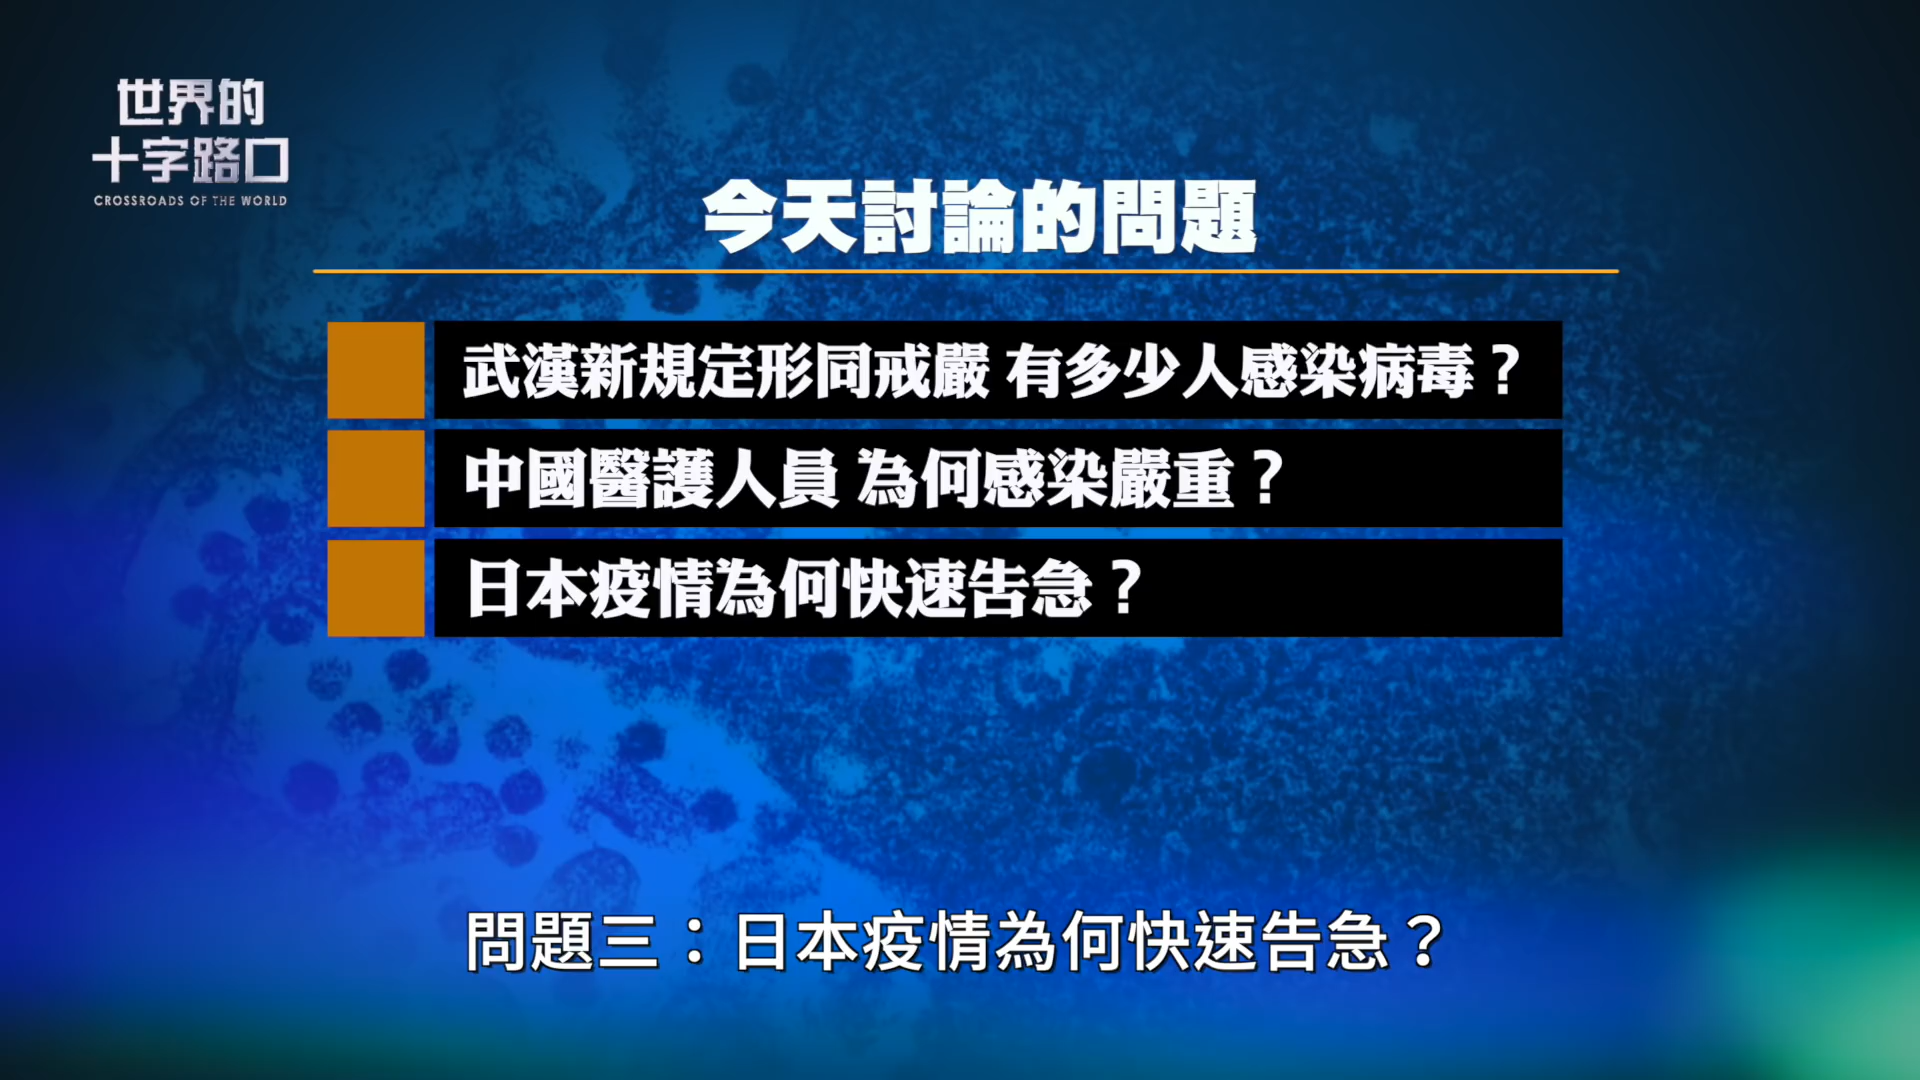 世界的
十字路口
CROSSROADS OF THE WORLD
今天討論的問題
武漢新規定形同戒嚴 有多少人感染病毒？
中國醫護人員 為何感染嚴重？
日本疫情為何快速告急？
問題三：日本疫情為何快速告急？